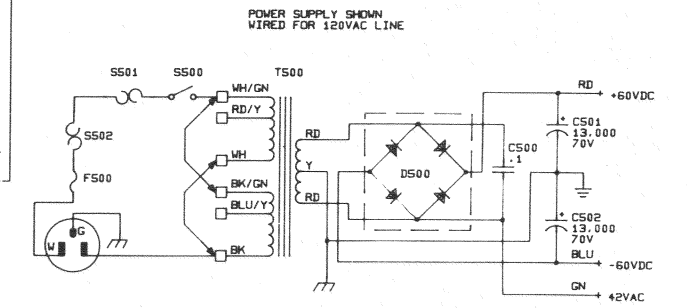 POWER SUPPLY SHOWN
WIRED FOR 120VAC LINE
S501
S500
T500
WH/GN
RD/Y
WH
BK/GN
BLU/Y
BK
S502
F500
G
W
RD
Y
RD
D500
C500
.1
RD
+60VDC
+
C501
13,000
70V
+
C502
13,000
70V
BLU
-60VDC
GN
42VAC